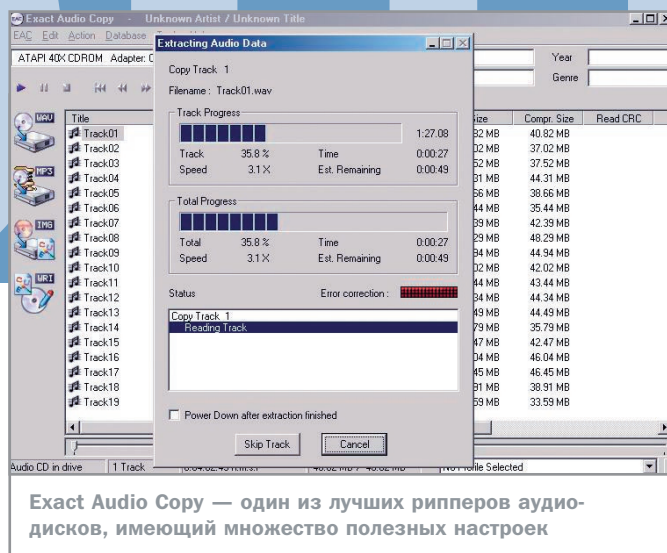 Exact Audio Copy - Unknown Artist / Unknown Title
EAC Edit Action Database
ATAPI 40X CDROM Adapter:
Year
Genre
Extracting Audio Data
Copy Track 1
Filename : Track01.wav
Track Progress
1:27.08
Track 35.8 % Time 0:00:27
Speed 3.1 X Est. Remaining 0:00:49
Total Progress
Total 35.8 % Time 0:00:27
Speed 3.1 X Est. Remaining 0:00:49
Status Error correction :
Copy Track 1
Reading Track
Power Down after extraction finished
Skip Track Cancel
WAV
MP3
IMG
WRI
Title Compr. Size Read CRC
Track01 40.82 MB
Track02 37.02 MB
Track03 37.52 MB
Track04 44.31 MB
Track05 38.66 MB
Track06 35.44 MB
Track07 42.39 MB
Track08 48.29 MB
Track09 44.94 MB
Track10 42.02 MB
Track11 43.44 MB
Track12 44.34 MB
Track13 44.49 MB
Track14 35.79 MB
Track15 42.47 MB
Track16 46.04 MB
Track17 46.45 MB
Track18 38.91 MB
Track19 33.59 MB
Audio CD in drive 1 Track Selected
Exact Audio Copy — один из лучших рипперов аудио-
дисков, имеющий множество полезных настроек